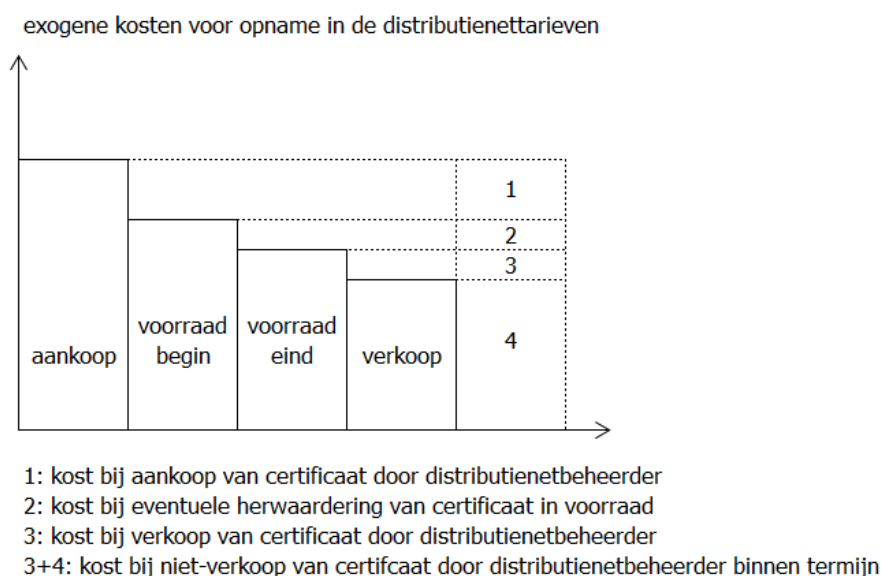 exogene kosten voor opname in de distributienettarieven
1
2
3
voorraad voorraad
aankoop begin eind verkoop 4
1: kost bij aankoop van certificaat door distributienetbeheerder
2: kost bij eventuele herwaardering van certificaat in voorraad
3: kost bij verkoop van certificaat door distributienetbeheerder
3+4: kost bij niet-verkoop van certifcaat door distributienetbeheerder binnen termijn